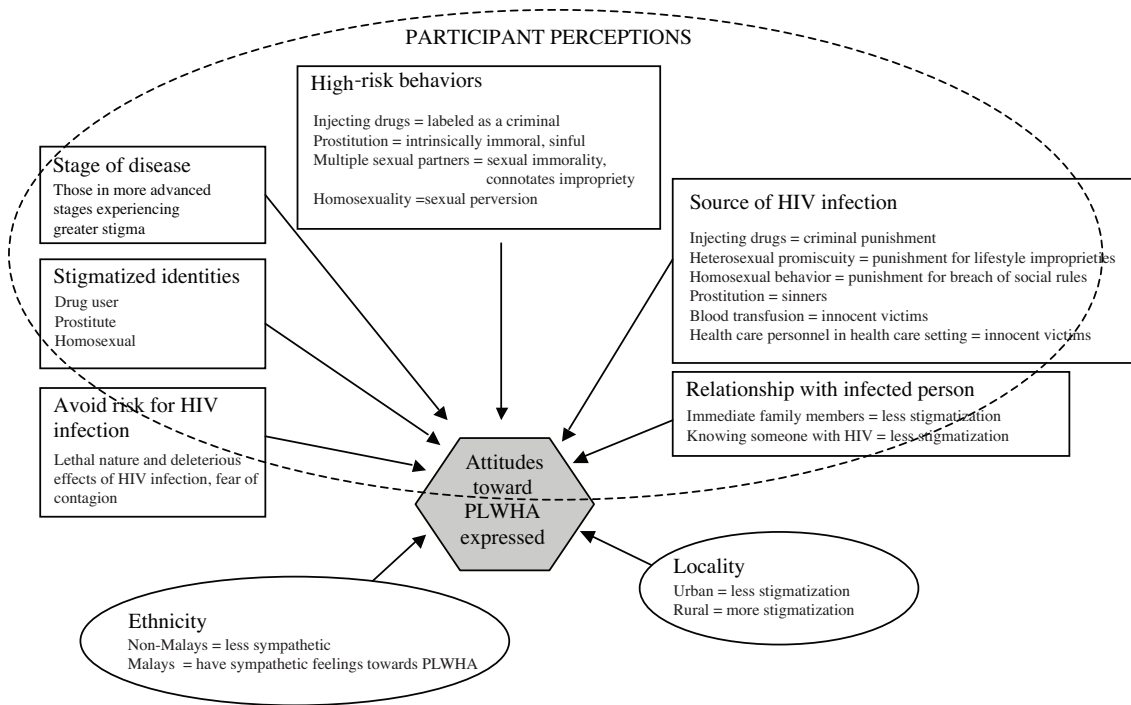 PARTICIPANT PERCEPTIONS
High-risk behaviors
Injecting drugs = labeled as a criminal
Prostitution = intrinsically immoral, sinful
Multiple sexual partners = sexual immorality,
connotates impropriety
Homosexuality =sexual perversion
Stage of disease
Those in more advanced
stages experiencing
greater stigma
Stigmatized identities
Drug user
Prostitute
Homosexual
Avoid risk for HIV
infection
Lethal nature and deleterious
effects of HIV infection, fear of
contagion
Source of HIV infection
Injecting drugs = criminal punishment
Heterosexual promiscuity = punishment for lifestyle improprieties
Homosexual behavior = punishment for breach of social rules
Prostitution = sinners
Blood transfusion = innocent victims
Health care personnel in health care setting = innocent victims
Relationship with infected person
Immediate family members = less stigmatization
Knowing someone with HIV = less stigmatization
Attitudes
toward
PLWHA
expressed
Locality
Urban = less stigmatization
Rural = more stigmatization
Ethnicity
Non-Malays = less sympathetic
Malays = have sympathetic feelings towards PLWHA